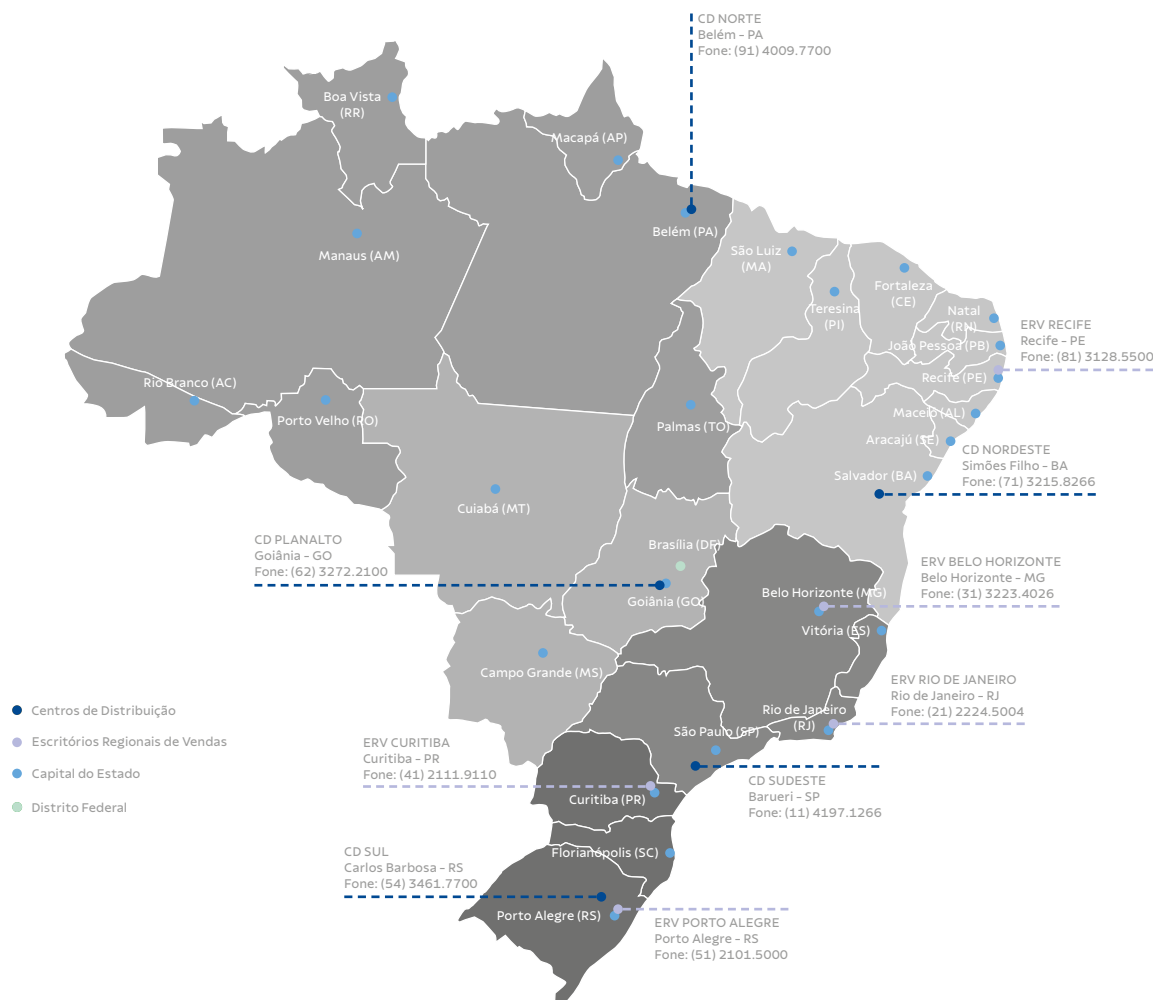 CD NORTE
Belém - PA
Fone: (91) 4009.7700
Boa Vista
(RR)
Macapá (AP)
Belém (PA)
Manaus (AM)
São Luiz
(MA)
Fortaleza
(CE)
Teresina
(PI)
Natal
(RN)
João Pessoa (PB)
ERV RECIFE
Recife - PE
Fone: (81) 3128.5500
Recife (PE)
Rio Branco (AC)
Porto Velho (RO)
Palmas (TO)
Maceió (AL)
Aracajú (SE)
CD NORDESTE
Simões Filho - BA
Fone: (71) 3215.8266
Salvador (BA)
Cuiabá (MT)
CD PLANALTO
Goiânia - GO
Fone: (62) 3272.2100
Brasília (DF)
Goiânia (GO)
ERV BELO HORIZONTE
Belo Horizonte - MG
Fone: (31) 3223.4026
Belo Horizonte (MG)
Vitória (ES)
Campo Grande (MS)
ERV RIO DE JANEIRO
Rio de Janeiro - RJ
Fone: (21) 2224.5004
Rio de Janeiro
(RJ)
São Paulo (SP)
Centros de Distribuição
Escritórios Regionais de Vendas
Capital do Estado
Distrito Federal
ERV CURITIBA
Curitiba - PR
Fone: (41) 2111.9110
Curitiba (PR)
CD SUDESTE
Barueri - SP
Fone: (11) 4197.1266
CD SUL
Carlos Barbosa - RS
Fone: (54) 3461.7700
Florianópolis (SC)
Porto Alegre (RS)
ERV PORTO ALEGRE
Porto Alegre - RS
Fone: (51) 2101.5000